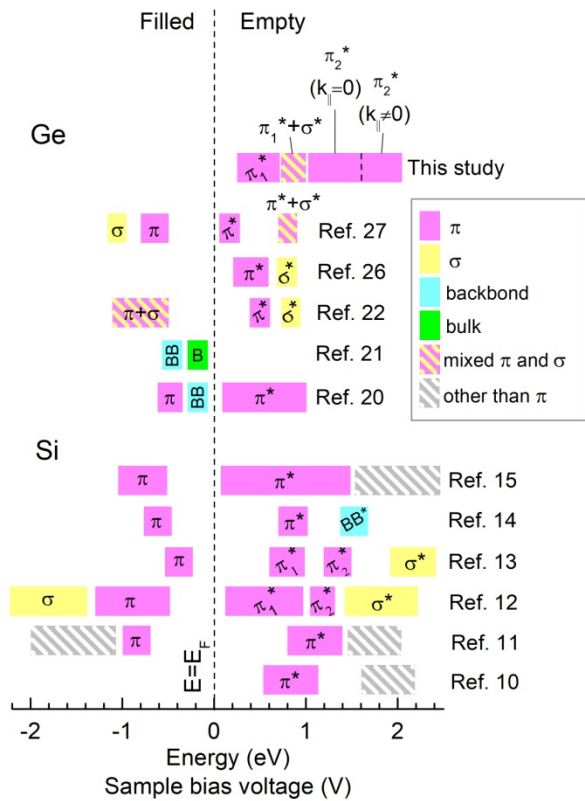 Filled Empty
π₂*
(k∥=0)
π₂*
(k∥≠0)
π₁*+σ*
Ge
π₁*
This study
π*+σ*
σ π π* Ref. 27
π* σ* Ref. 26
π+σ π* σ* Ref. 22
BB B Ref. 21
π BB π* Ref. 20
π
σ
backbond
bulk
mixed π and σ
other than π
Si
π π* Ref. 15
π π* BB* Ref. 14
π π₁* π₂* σ* Ref. 13
σ π π₁* π₂* σ* Ref. 12
π π* Ref. 11
π* Ref. 10
E=E_F
-2 -1 0 1 2
Energy (eV)
Sample bias voltage (V)